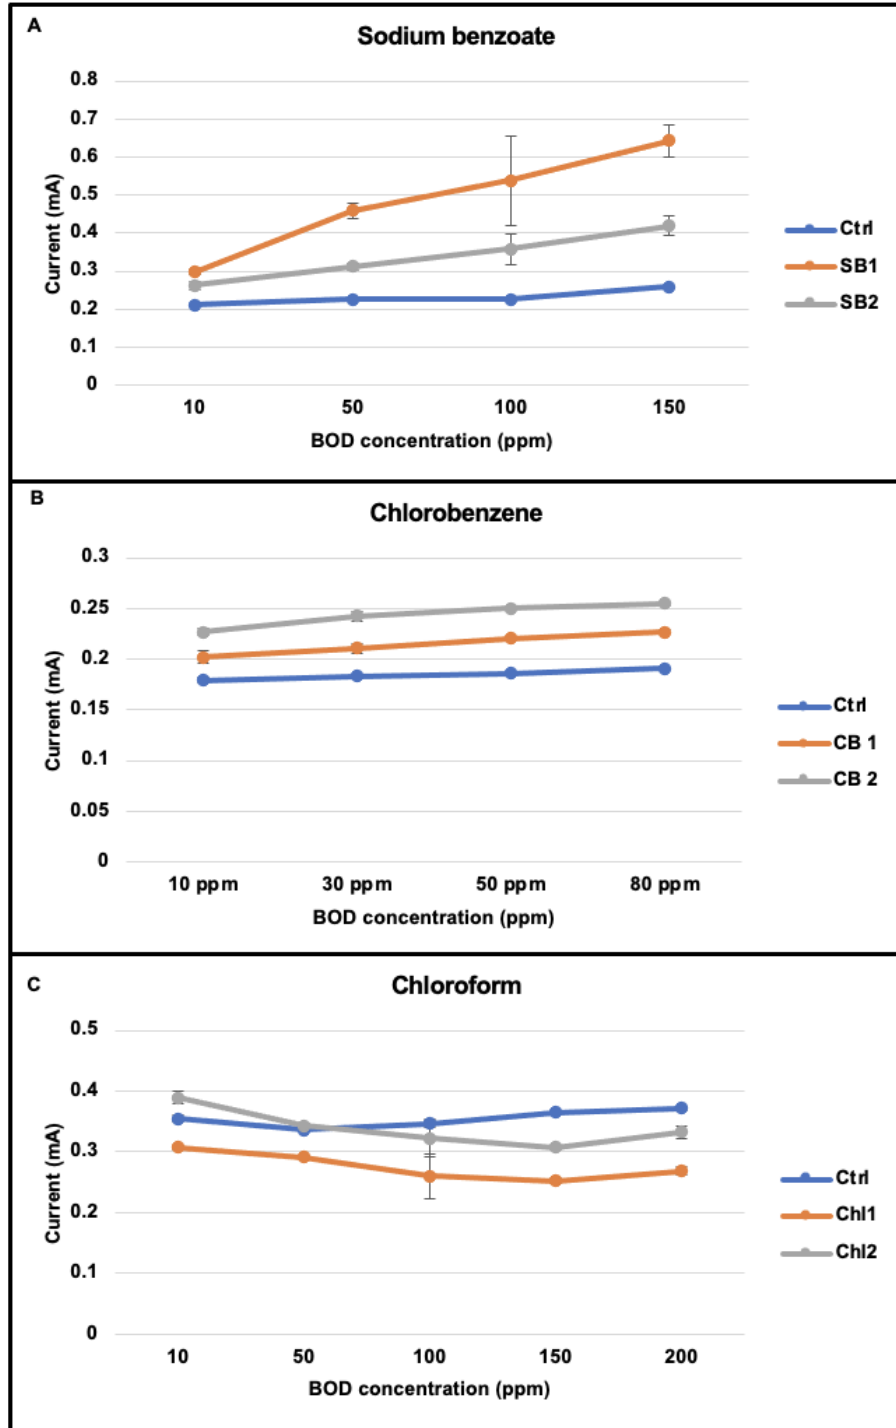 A
Sodium benzoate
0.8
0.7
0.6
0.5
0.4
0.3
0.2
0.1
0
Current (mA)
10 50 100 150
BOD concentration (ppm)
Ctrl
SB1
SB2
B
Chlorobenzene
0.3
0.25
0.2
0.15
0.1
0.05
0
Current (mA)
10 ppm 30 ppm 50 ppm 80 ppm
BOD concentration (ppm)
Ctrl
CB 1
CB 2
C
Chloroform
0.5
0.4
0.3
0.2
0.1
0
Current (mA)
10 50 100 150 200
BOD concentration (ppm)
Ctrl
Chl1
Chl2